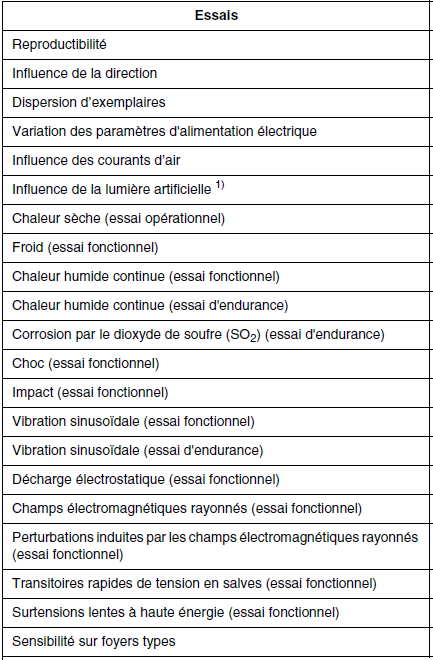 Essais
Reproductibilité
Influence de la direction
Dispersion d'exemplaires
Variation des paramètres d'alimentation électrique
Influence des courants d'air
Influence de la lumière artificielle 1)
Chaleur sèche (essai opérationnel)
Froid (essai fonctionnel)
Chaleur humide continue (essai fonctionnel)
Chaleur humide continue (essai d'endurance)
Corrosion par le dioxyde de soufre (SO2) (essai d'endurance)
Choc (essai fonctionnel)
Impact (essai fonctionnel)
Vibration sinusoïdale (essai fonctionnel)
Vibration sinusoïdale (essai d'endurance)
Décharge électrostatique (essai fonctionnel)
Champs électromagnétiques rayonnés (essai fonctionnel)
Perturbations induites par les champs électromagnétiques rayonnés
(essai fonctionnel)
Transitoires rapides de tension en salves (essai fonctionnel)
Surtensions lentes à haute énergie (essai fonctionnel)
Sensibilité sur foyers types